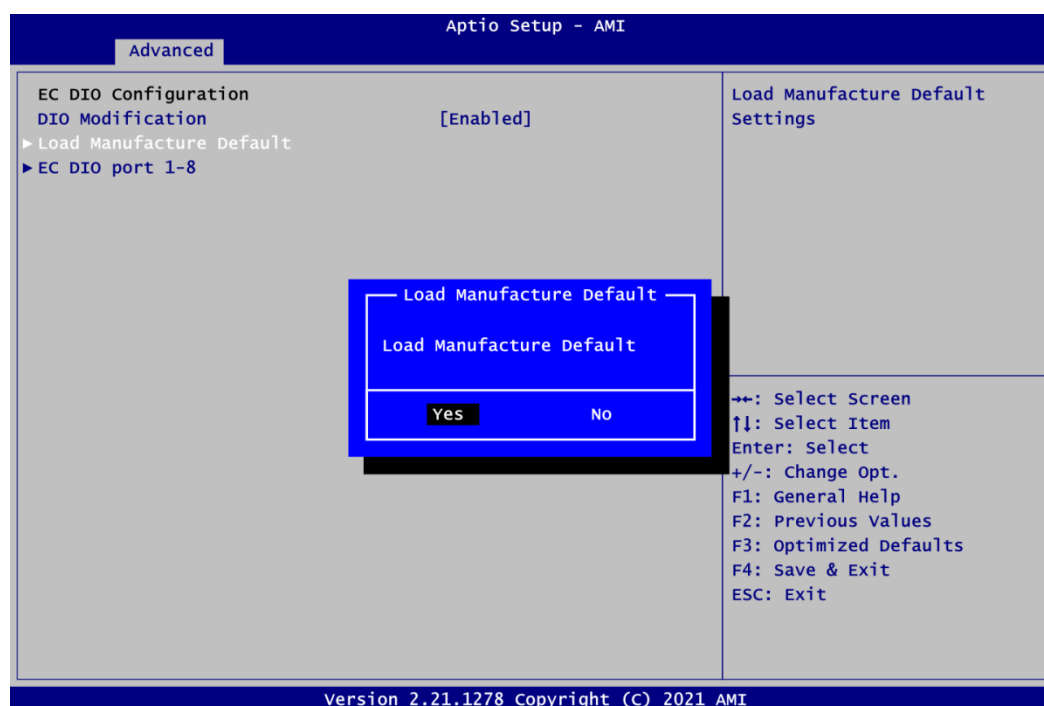 Aptio Setup - AMI
Advanced
EC DIO Configuration
DIO Modification [Enabled]
▶ Load Manufacture Default
▶ EC DIO port 1-8
Load Manufacture Default
Settings
Load Manufacture Default
Load Manufacture Default
Yes No
→←: Select Screen
↑↓: Select Item
Enter: Select
+/-: Change Opt.
F1: General Help
F2: Previous Values
F3: Optimized Defaults
F4: Save & Exit
ESC: Exit
Version 2.21.1278 Copyright (C) 2021 AMI